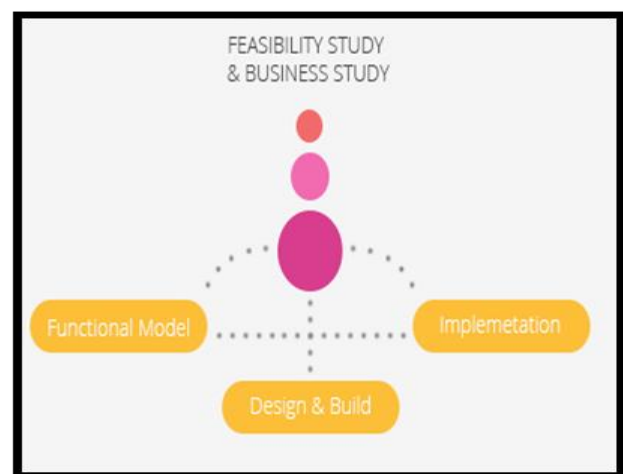 FEASIBILITY STUDY
& BUSINESS STUDY
Functional Model
Implemetation
Design & Build